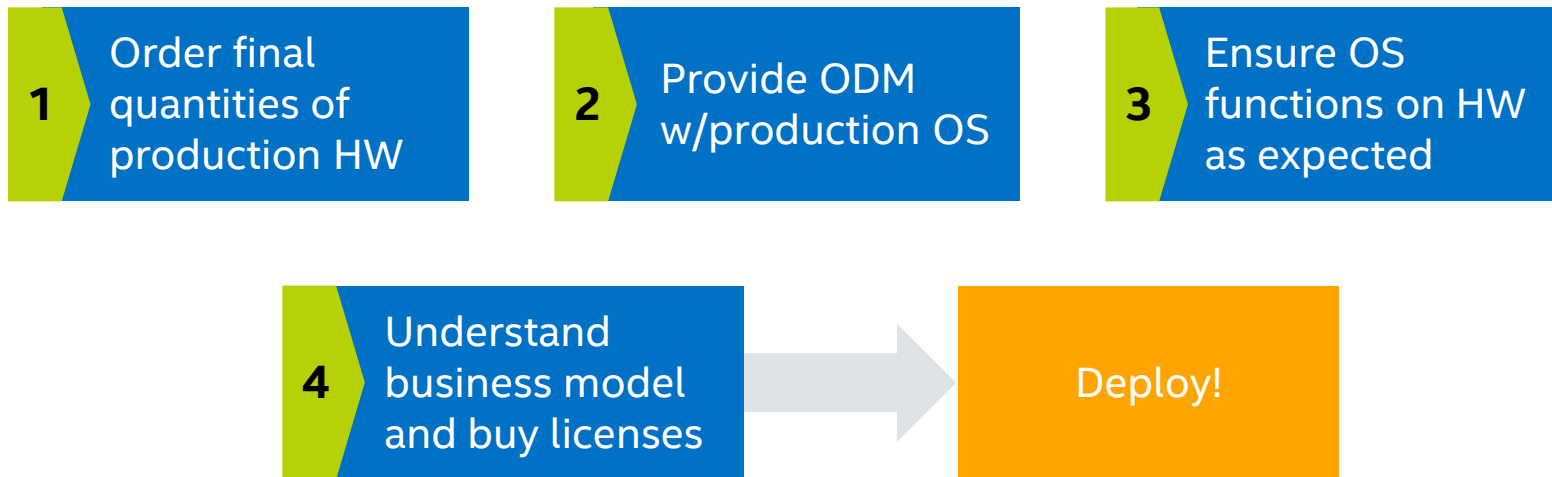 1
Order final
quantities of
production HW
2
Provide ODM
w/production OS
3
Ensure OS
functions on HW
as expected
4
Understand
business model
and buy licenses
Deploy!